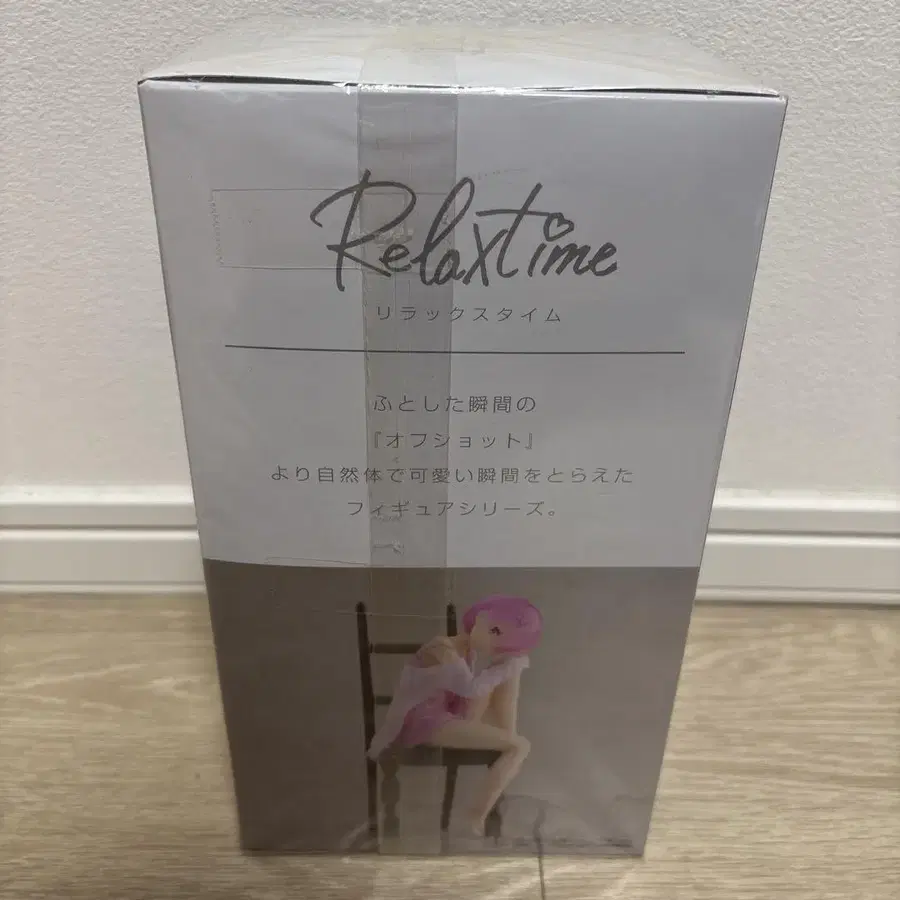 Relaxtime
リラックスタイム
ふとした瞬間の
『オフショット』
より自然体で可愛い瞬間をとらえた
フィギュアシリーズ。